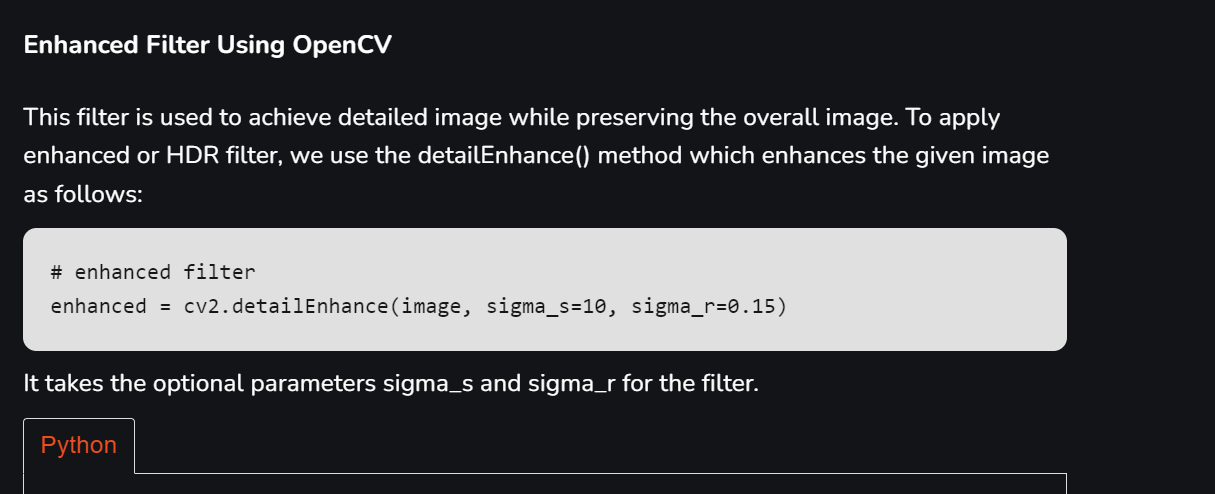 Enhanced Filter Using OpenCV
This filter is used to achieve detailed image while preserving the overall image. To apply
enhanced or HDR filter, we use the detailEnhance() method which enhances the given image
as follows:
# enhanced filter
enhanced = cv2.detailEnhance(image, sigma_s=10, sigma_r=0.15)
It takes the optional parameters sigma_s and sigma_r for the filter.
Python